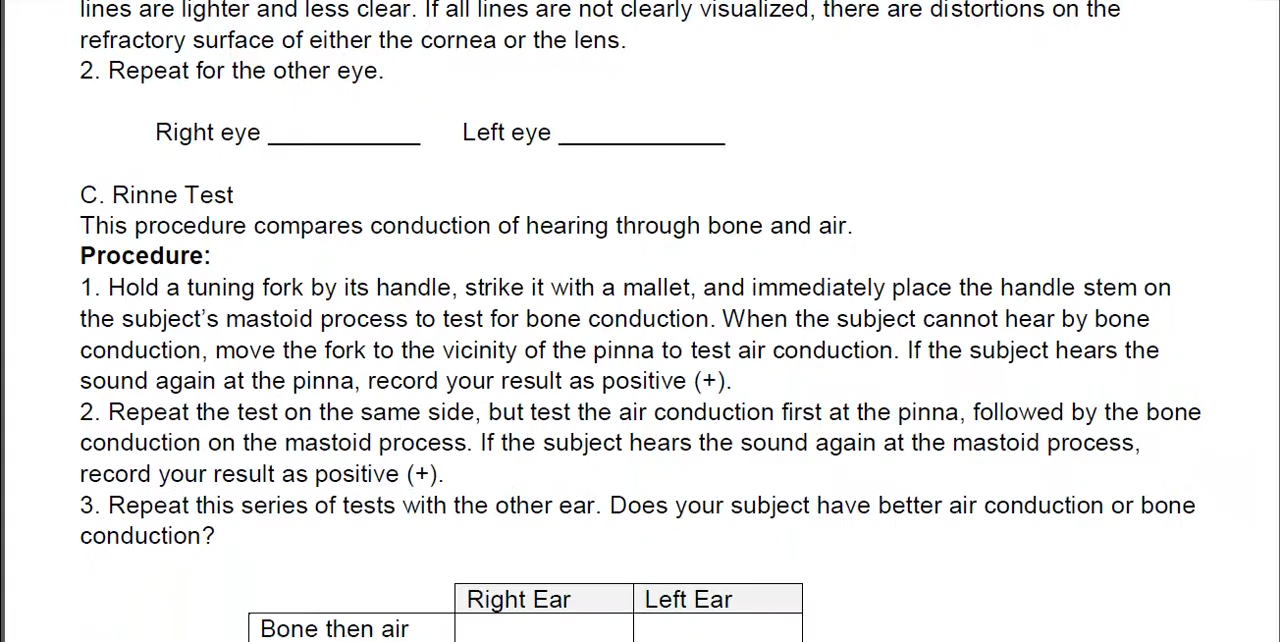 lines are lighter and less clear. If all lines are not clearly visualized, there are distortions on the
refractory surface of either the cornea or the lens.
2. Repeat for the other eye.
Right eye ___________ Left eye ____________
C. Rinne Test
This procedure compares conduction of hearing through bone and air.
Procedure:
1. Hold a tuning fork by its handle, strike it with a mallet, and immediately place the handle stem on
the subject’s mastoid process to test for bone conduction. When the subject cannot hear by bone
conduction, move the fork to the vicinity of the pinna to test air conduction. If the subject hears the
sound again at the pinna, record your result as positive (+).
2. Repeat the test on the same side, but test the air conduction first at the pinna, followed by the bone
conduction on the mastoid process. If the subject hears the sound again at the mastoid process,
record your result as positive (+).
3. Repeat this series of tests with the other ear. Does your subject have better air conduction or bone
conduction?
Right Ear Left Ear
Bone then air